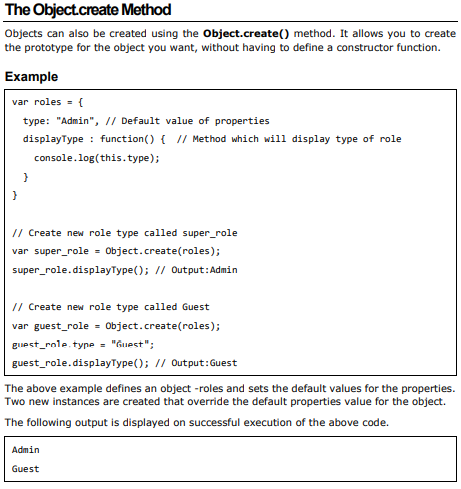 The Object.create Method
Objects can also be created using the Object.create() method. It allows you to create
the prototype for the object you want, without having to define a constructor function.
Example
var roles = {
type: "Admin", // Default value of properties
displayType : function() { // Method which will display type of role
console.log(this.type);
}
}
// Create new role type called super_role
var super_role = Object.create(roles);
super_role.displayType(); // Output:Admin
// Create new role type called Guest
var guest_role = Object.create(roles);
guest_role.type = "Guest";
guest_role.displayType(); // Output:Guest
The above example defines an object -roles and sets the default values for the properties.
Two new instances are created that override the default properties value for the object.
The following output is displayed on successful execution of the above code.
Admin
Guest